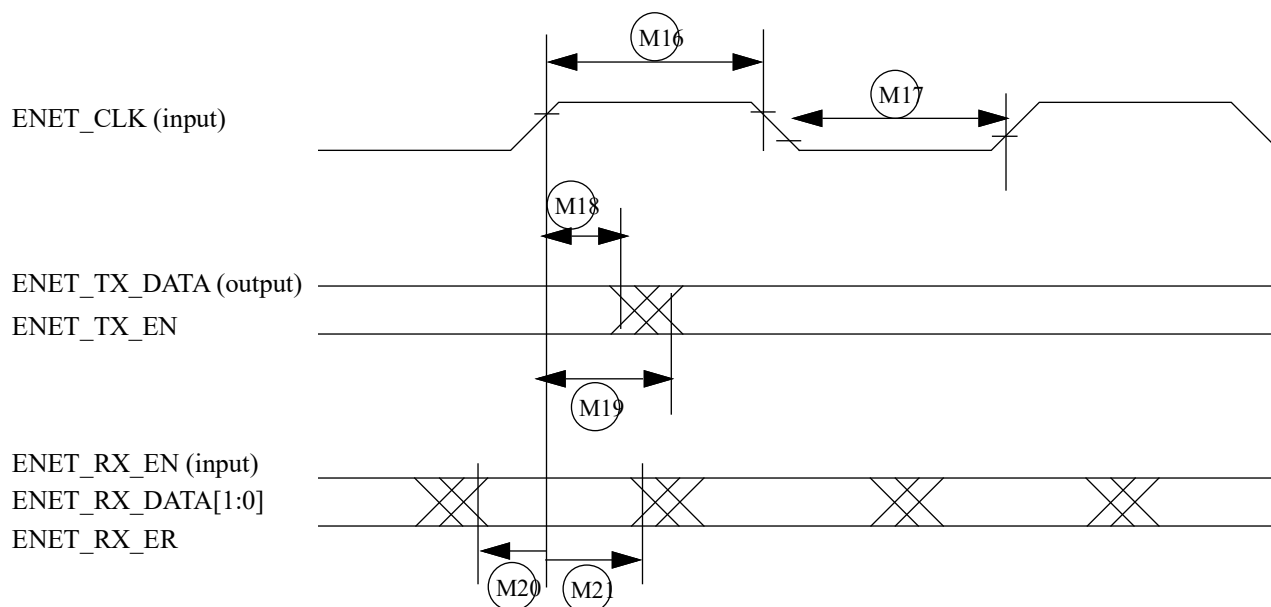 M16
M17
ENET_CLK (input)
M18
ENET_TX_DATA (output)
ENET_TX_EN
M19
ENET_RX_EN (input)
ENET_RX_DATA[1:0]
ENET_RX_ER
M20
M21